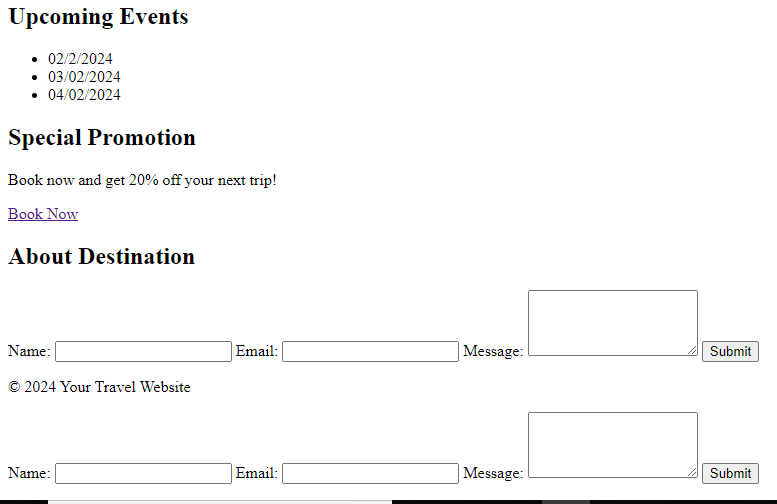 Upcoming Events
02/2/2024
03/02/2024
04/02/2024
Special Promotion
Book now and get 20% off your next trip!
Book Now
About Destination
Name: Email: Message: Submit
© 2024 Your Travel Website
Name: Email: Message: Submit